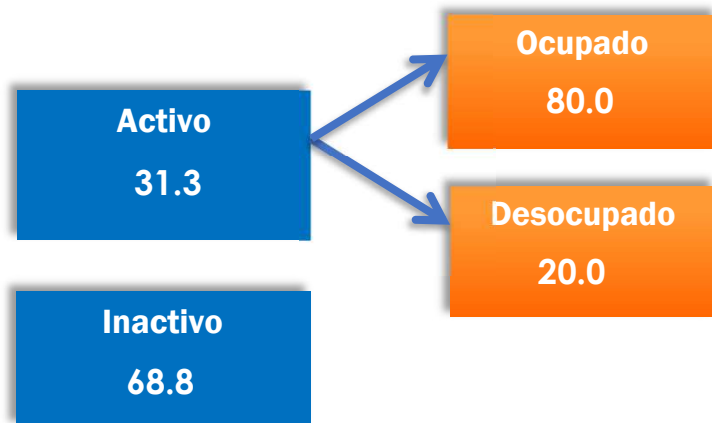 Activo
31.3
Ocupado
80.0
Desocupado
20.0
Inactivo
68.8